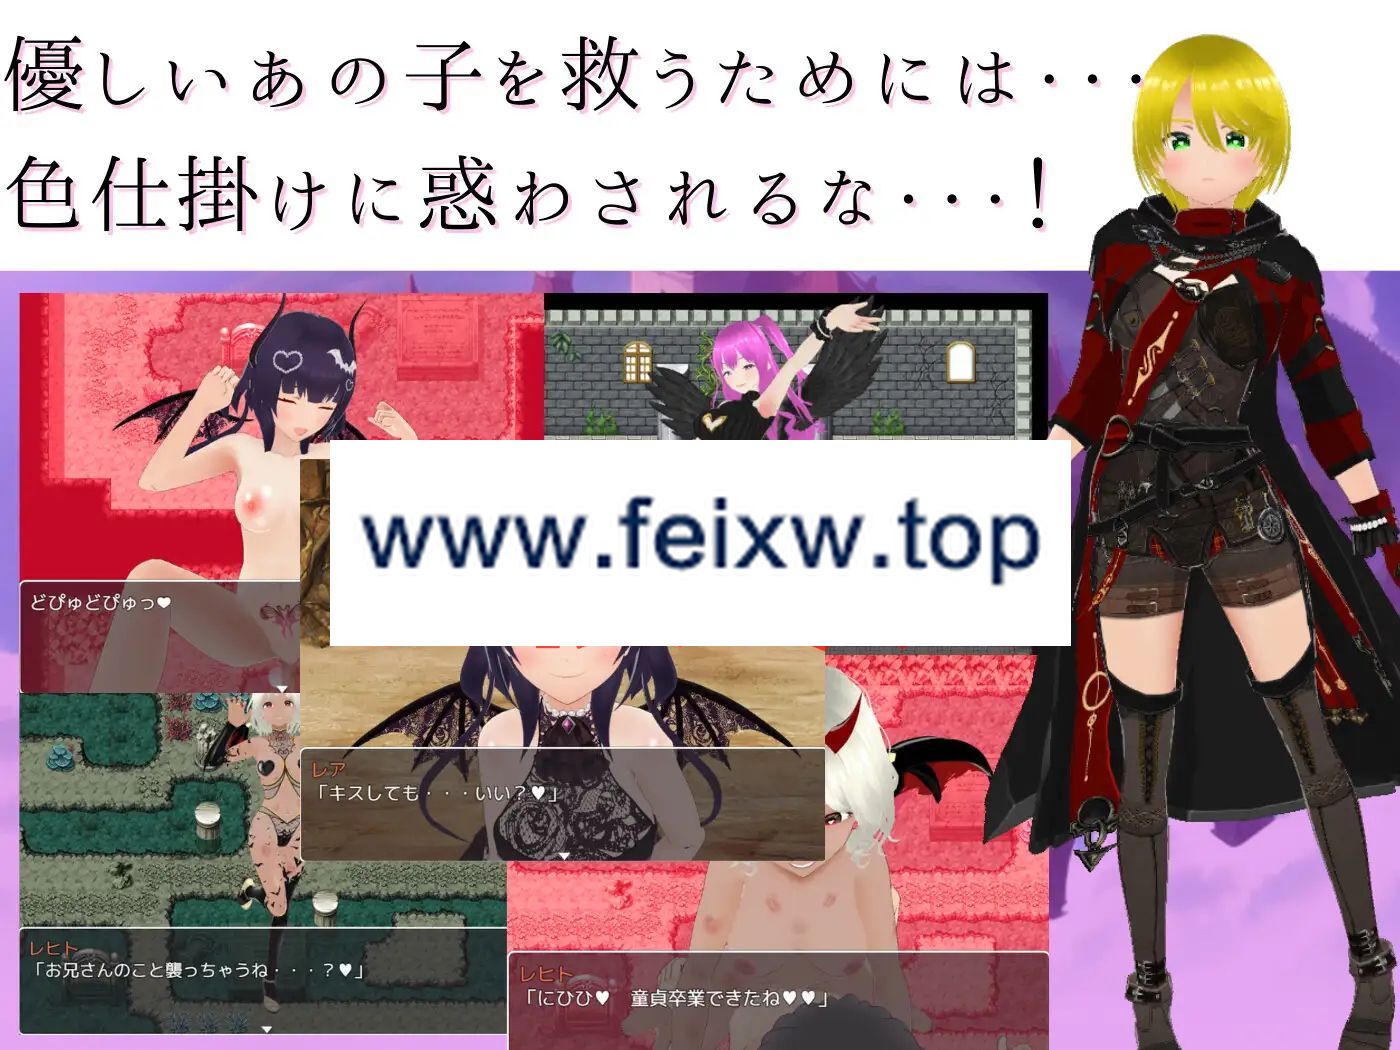 優しいあの子を救うためには・・・
色仕掛けに惑わされるな・・・！
www.feixw.top
どぴゅどぴゅっ♥
レア
「キスしても・・・いい？♥」
レヒト
「お兄さんのこと襲っちゃうね・・・？♥」
レヒト
「にひひ♥　童貞卒業できたね♥♥」